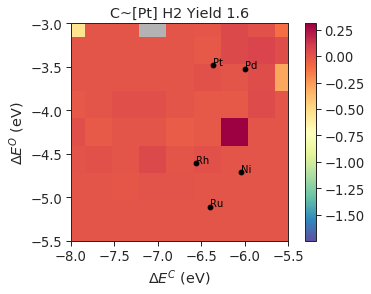 C~[Pt] H2 Yield 1.6
−3.0
−3.5
−4.0
−4.5
−5.0
−5.5
ΔE^O (eV)
Pt
Pd
Rh
Ni
Ru
−8.0 −7.5 −7.0 −6.5 −6.0 −5.5
ΔE^C (eV)
0.25
0.00
−0.25
−0.50
−0.75
−1.00
−1.25
−1.50